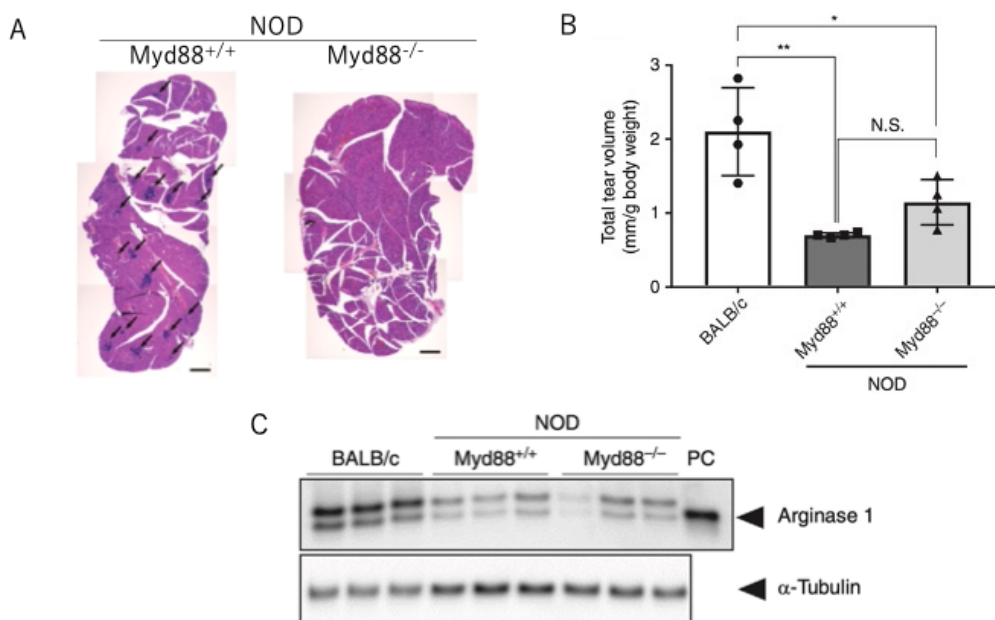 A
NOD
Myd88+/+ Myd88-/-
B
*
**
N.S.
Total tear volume
(mm/g body weight)
3
2
1
0
BALB/c
Myd88+/+
Myd88-/-
NOD
C
NOD
BALB/c Myd88+/+ Myd88-/- PC
Arginase 1
α-Tubulin